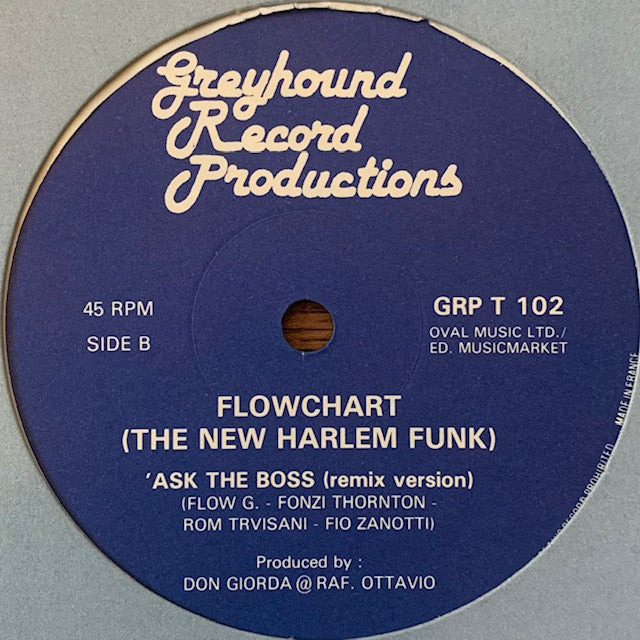 Greyhound
Record
Productions
45 RPM
SIDE B
GRP T 102
OVAL MUSIC LTD./
ED. MUSICMARKET
FLOWCHART
(THE NEW HARLEM FUNK)
'ASK THE BOSS (remix version)
(FLOW G. - FONZI THORNTON -
ROM TRVISANI - FIO ZANOTTI)
Produced by :
DON GIORDA @ RAF. OTTAVIO
MADE IN FRANCE
RECORD PROHIBITED